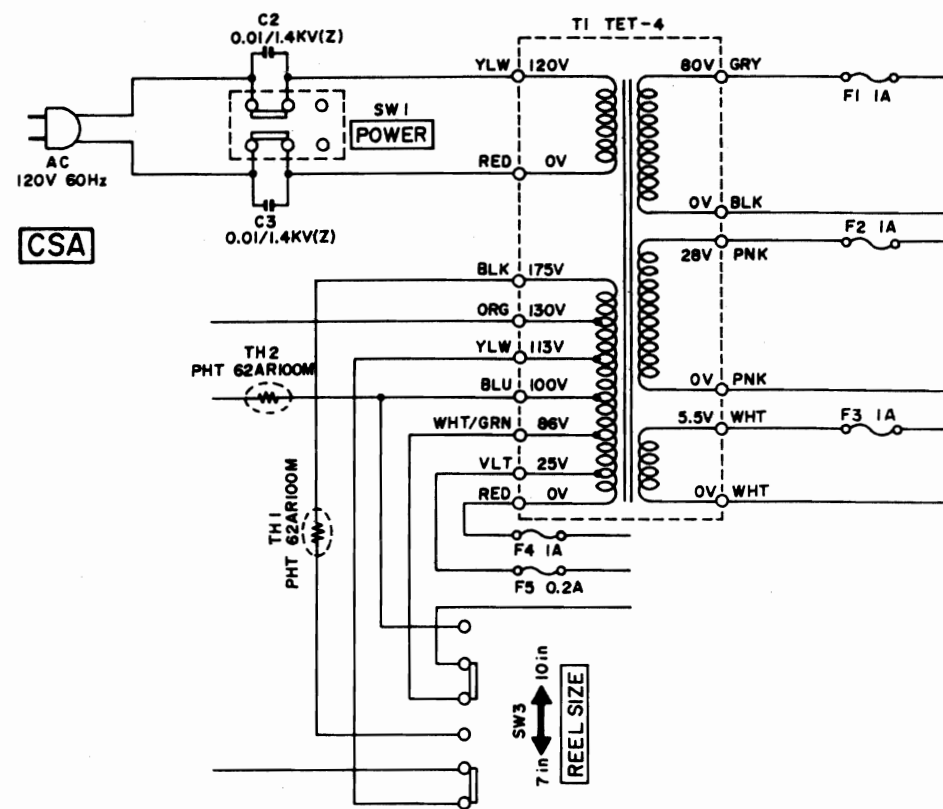 C2
0.01/1.4KV(Z)
T1 TET-4
YLW
120V
80V
GRY
F1 1A
SW1
POWER
AC
120V 60Hz
RED
0V
0V
BLK
C3
0.01/1.4KV(Z)
CSA
F2 1A
28V
PNK
BLK
175V
ORG
130V
TH2
PHT 62AR100M
YLW
113V
BLU
100V
0V
PNK
WHT/GRN
86V
5.5V
WHT
F3 1A
VLT
25V
RED
0V
0V
WHT
TH1
PHT 62AR100M
F4 1A
F5 0.2A
SW3
7in
10in
REEL SIZE